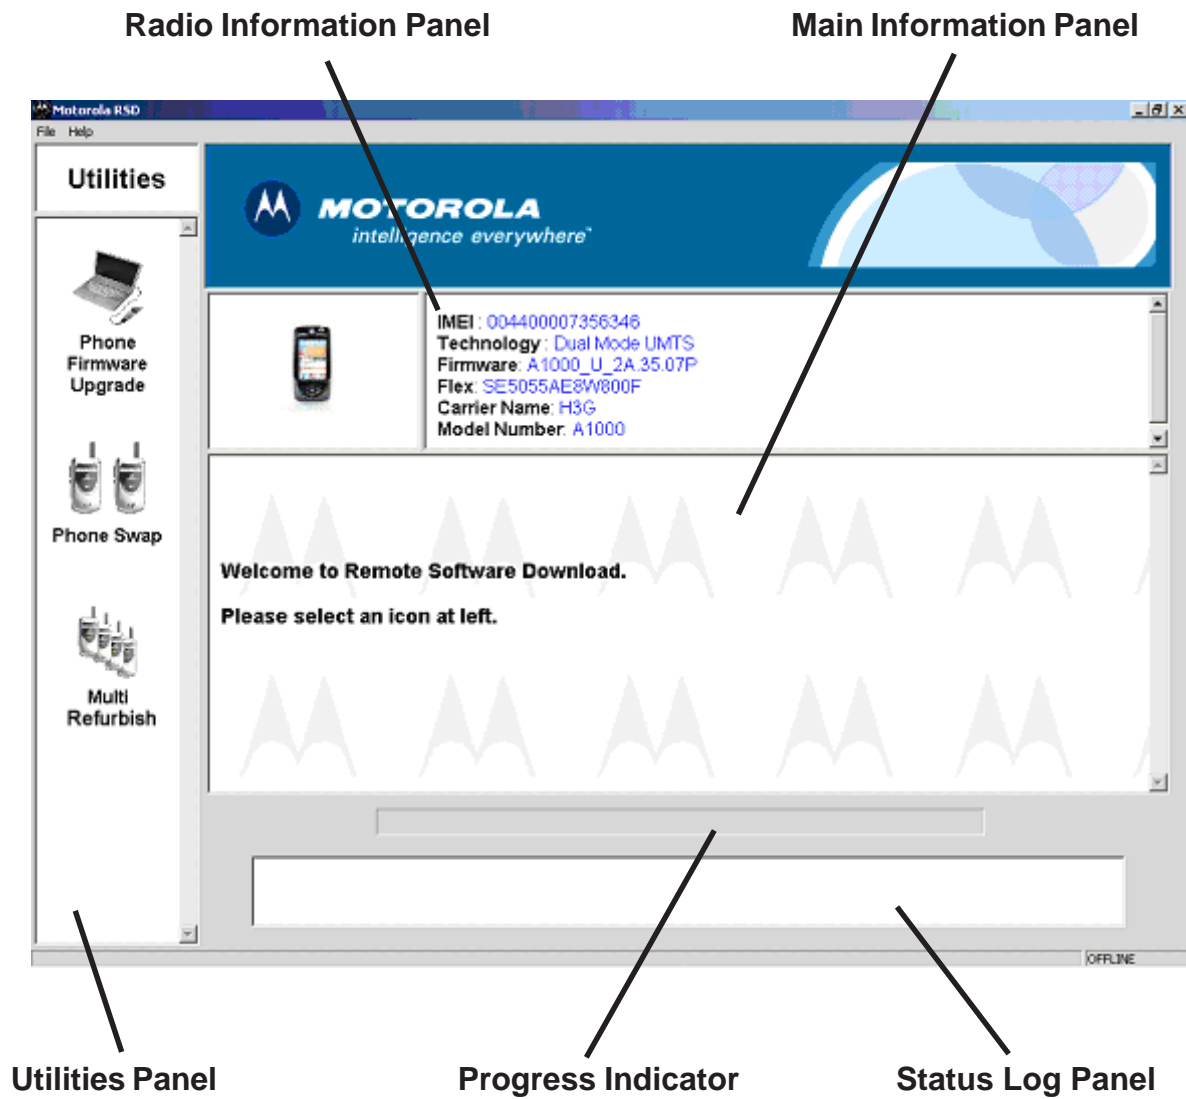 Radio Information Panel
Main Information Panel
Motorola RSD
File Help
Utilities
MOTOROLA
intelligence everywhere™
Phone
Firmware
Upgrade
IMEI : 004400007356346
Technology : Dual Mode UMTS
Firmware: A1000_U_2A.35.07P
Flex: SE5055AE8W800F
Carrier Name: H3G
Model Number: A1000
Phone Swap
Welcome to Remote Software Download.
Please select an icon at left.
Multi
Refurbish
OFFLINE
Utilities Panel
Progress Indicator
Status Log Panel